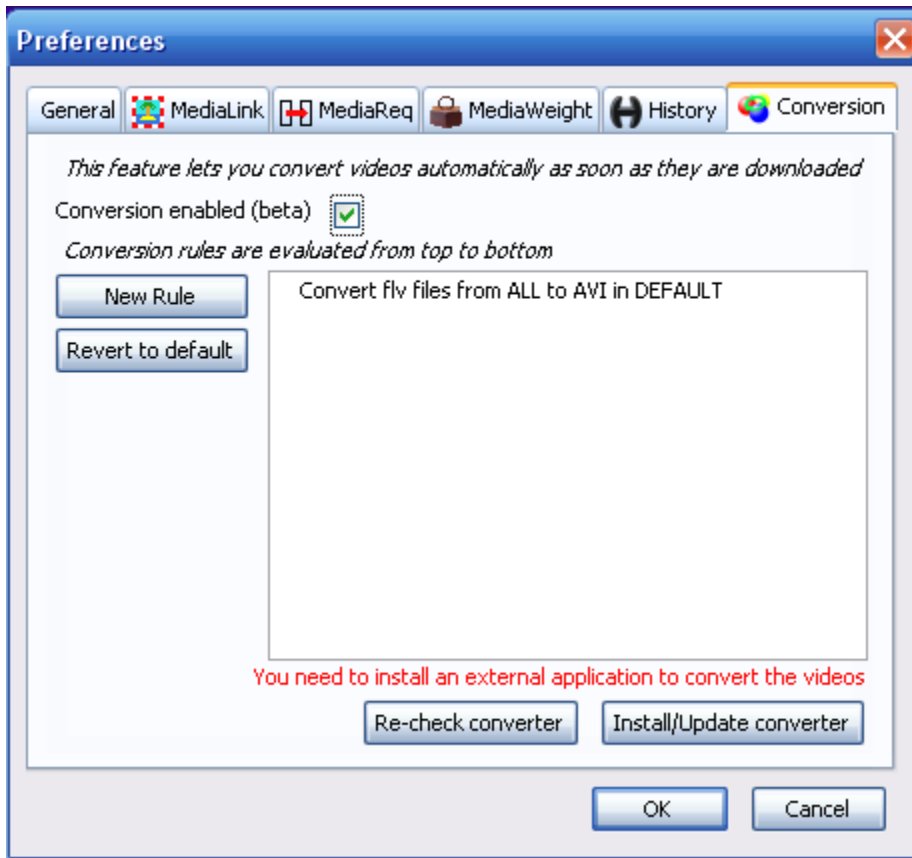 Preferences
General MediaLink MediaReq MediaWeight History Conversion
This feature lets you convert videos automatically as soon as they are downloaded
Conversion enabled (beta)
Conversion rules are evaluated from top to bottom
New Rule
Convert flv files from ALL to AVI in DEFAULT
Revert to default
You need to install an external application to convert the videos
Re-check converter Install/Update converter
OK Cancel